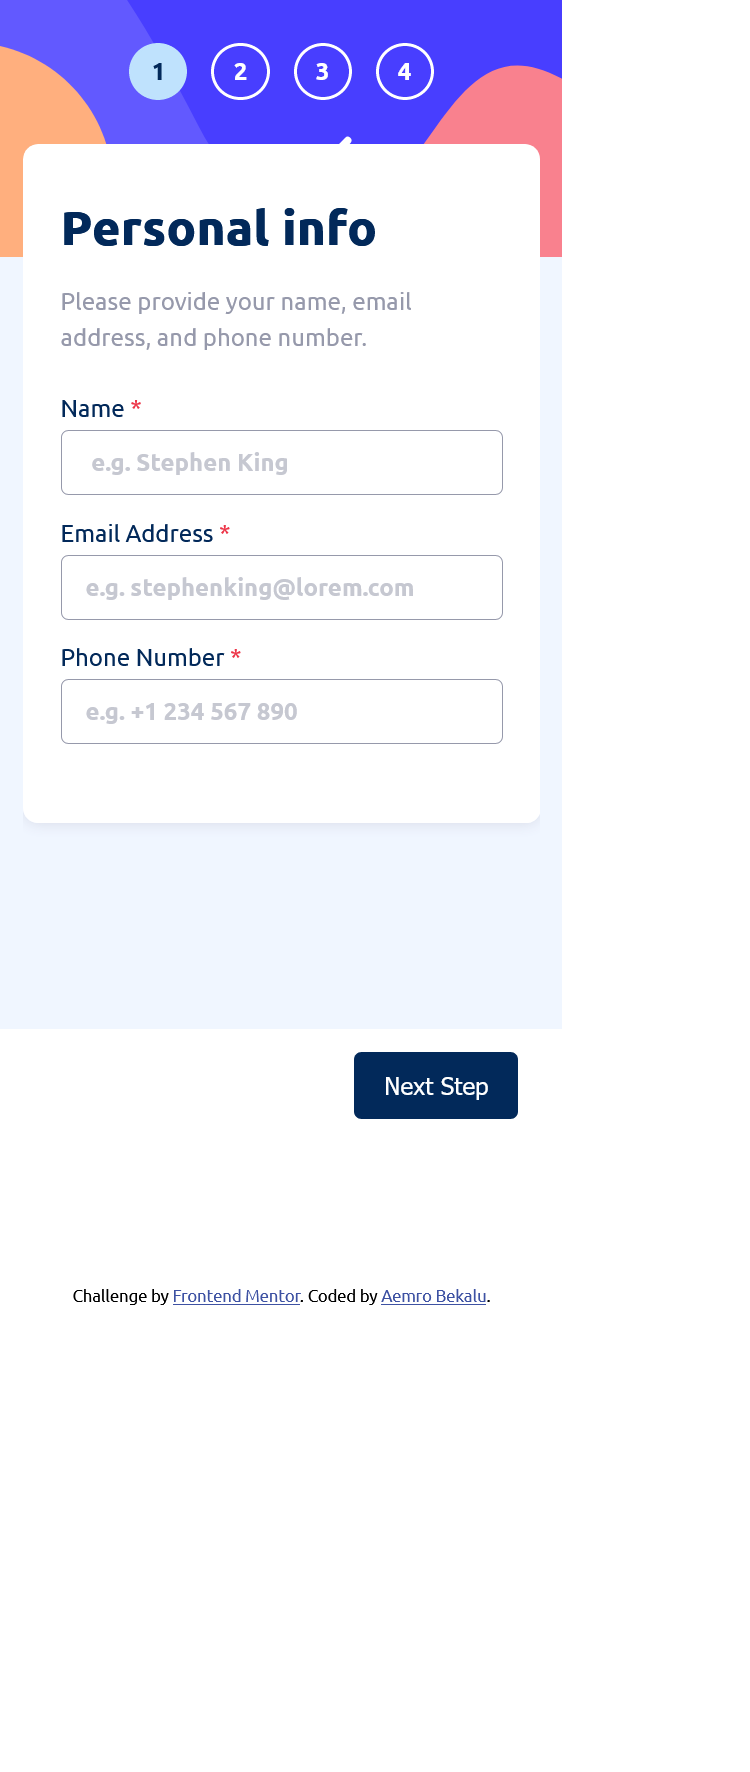 1 2 3 4
Personal info
Please provide your name, email
address, and phone number.
Name *
e.g. Stephen King
Email Address *
e.g. stephenking@lorem.com
Phone Number *
e.g. +1 234 567 890
Next Step
Challenge by Frontend Mentor. Coded by Aemro Bekalu.